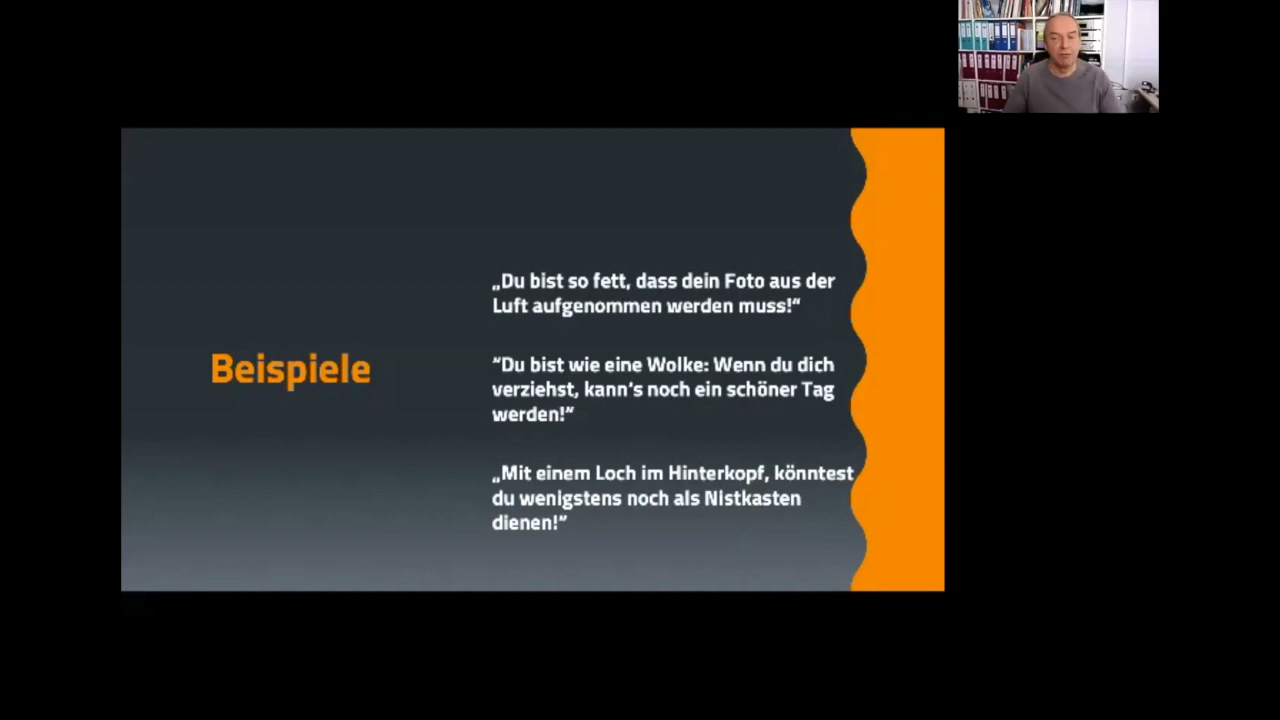 Beispiele
„Du bist so fett, dass dein Foto aus der
Luft aufgenommen werden muss!“
“Du bist wie eine Wolke: Wenn du dich
verziehst, kann's noch ein schöner Tag
werden!“
„Mit einem Loch im Hinterkopf, könntest
du wenigstens noch als Nistkasten
dienen!“